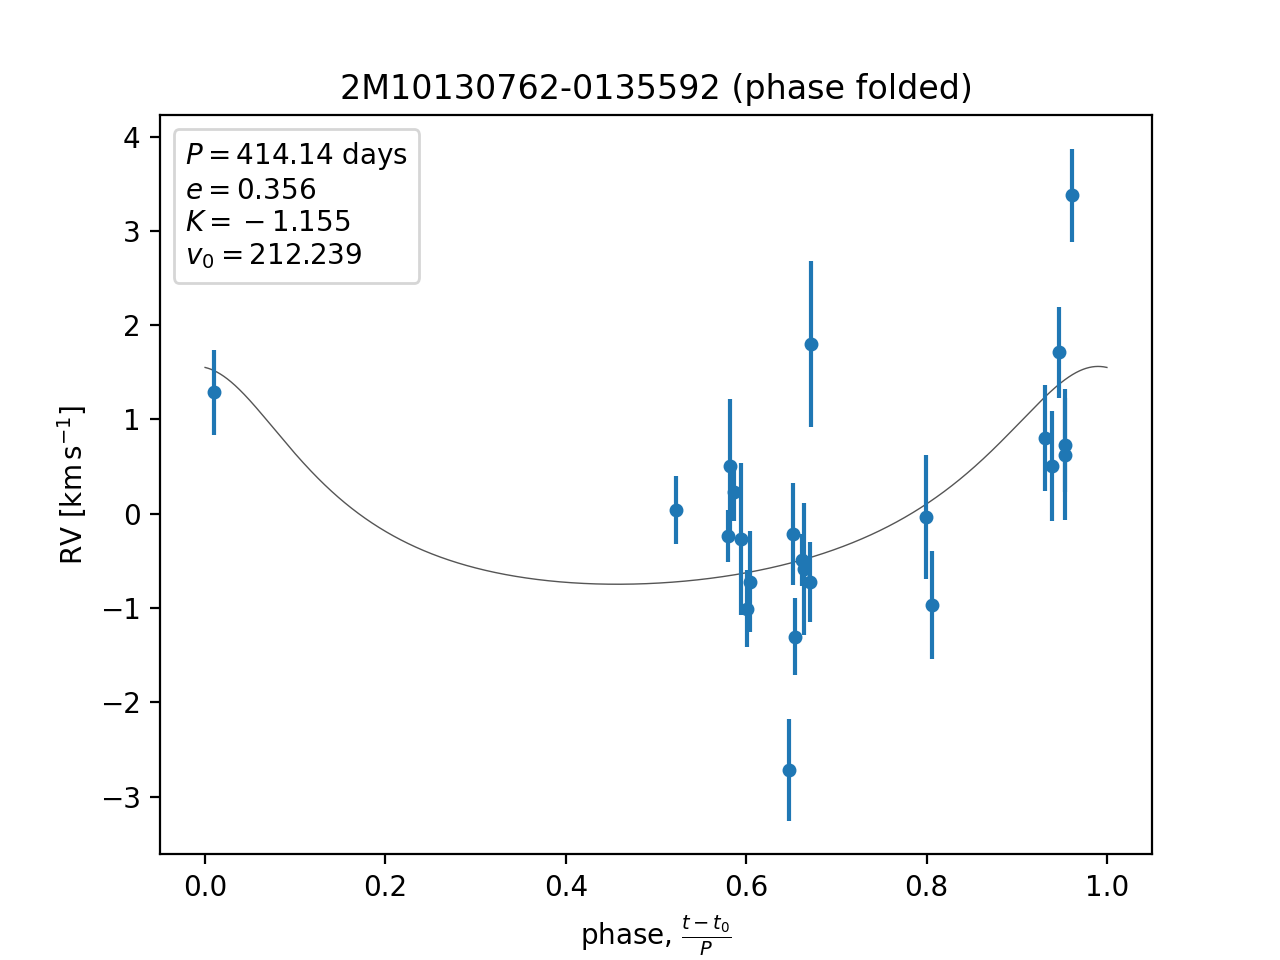 2M10130762-0135592 (phase folded)
P = 414.14 days
e = 0.356
K = −1.155
v₀ = 212.239
4
3
2
1
0
−1
−2
−3
RV [km s⁻¹]
0.0 0.2 0.4 0.6 0.8 1.0
phase, (t − t₀)/P